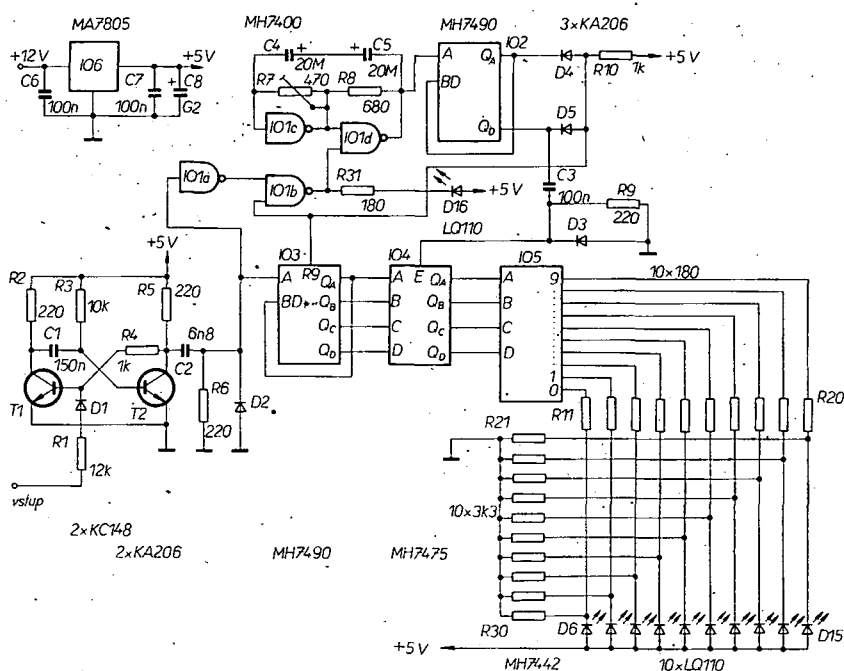 MA7805
MH7400
MH7490
3×KA206
+12V
IO6
+5V
C6
100n
C7
100n
C8
G2
C4
20M
C5
20M
R7
470
R8
680
IO1c
IO1d
A
BD
QA
QD
IO2
D4
R10
1k
+5V
D5
C3
100n
R9
220
D3
IO1a
IO1b
R31
180
D16
+5V
LQ110
+5V
R2
220
R3
10k
R5
220
C1
150n
R4
1k
6n8
C2
T1
T2
D1
R1
12k
R6
220
D2
vstup
IO3
A
R9
BD
QA
QB
QC
QD
IO4
A
E
B
C
D
QA
QB
QC
QD
IO5
A
B
C
D
9
1
0
10×180
R11
R20
R21
10×3k3
R30
D6
D15
+5V
2×KC148
2×KA206
MH7490
MH7475
MH7442
10×LQ110